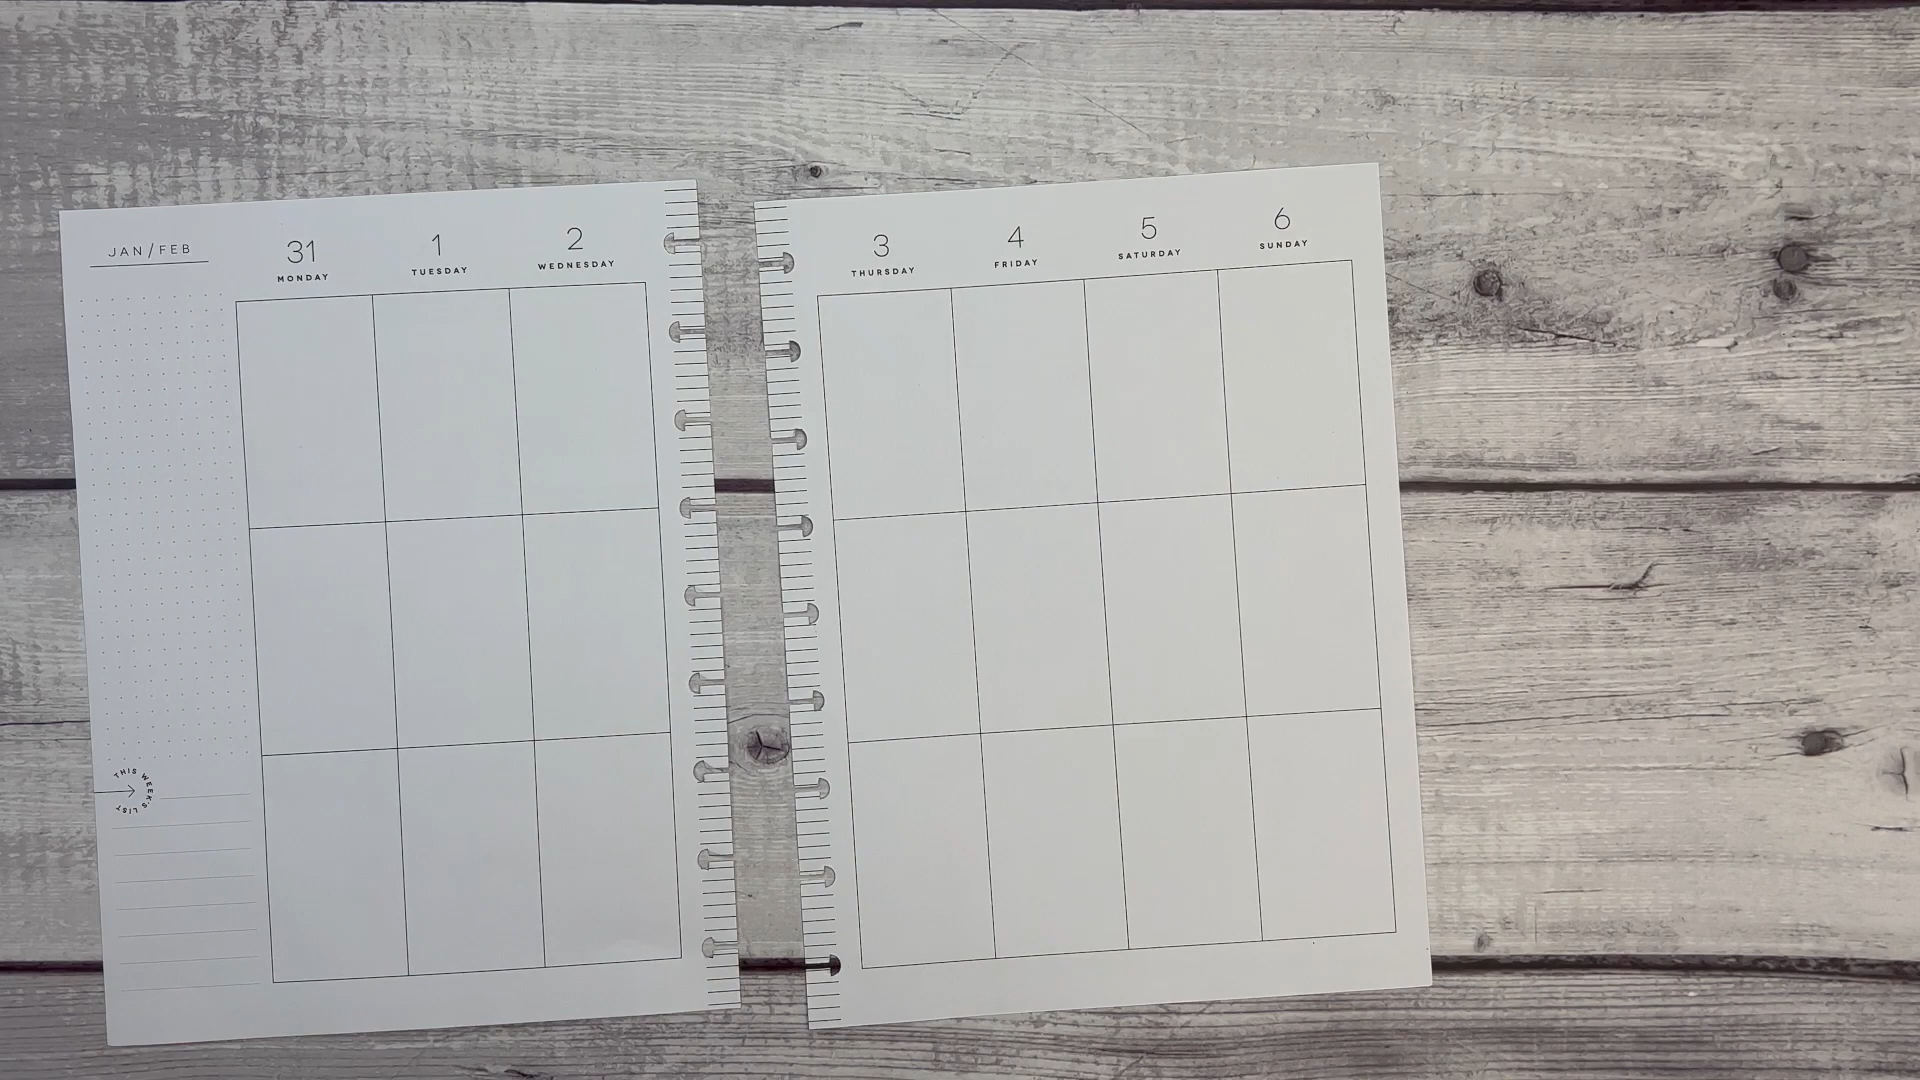 JAN/FEB
31
MONDAY
1
TUESDAY
2
WEDNESDAY
3
THURSDAY
4
FRIDAY
5
SATURDAY
6
SUNDAY
THIS WEEK'S LIST